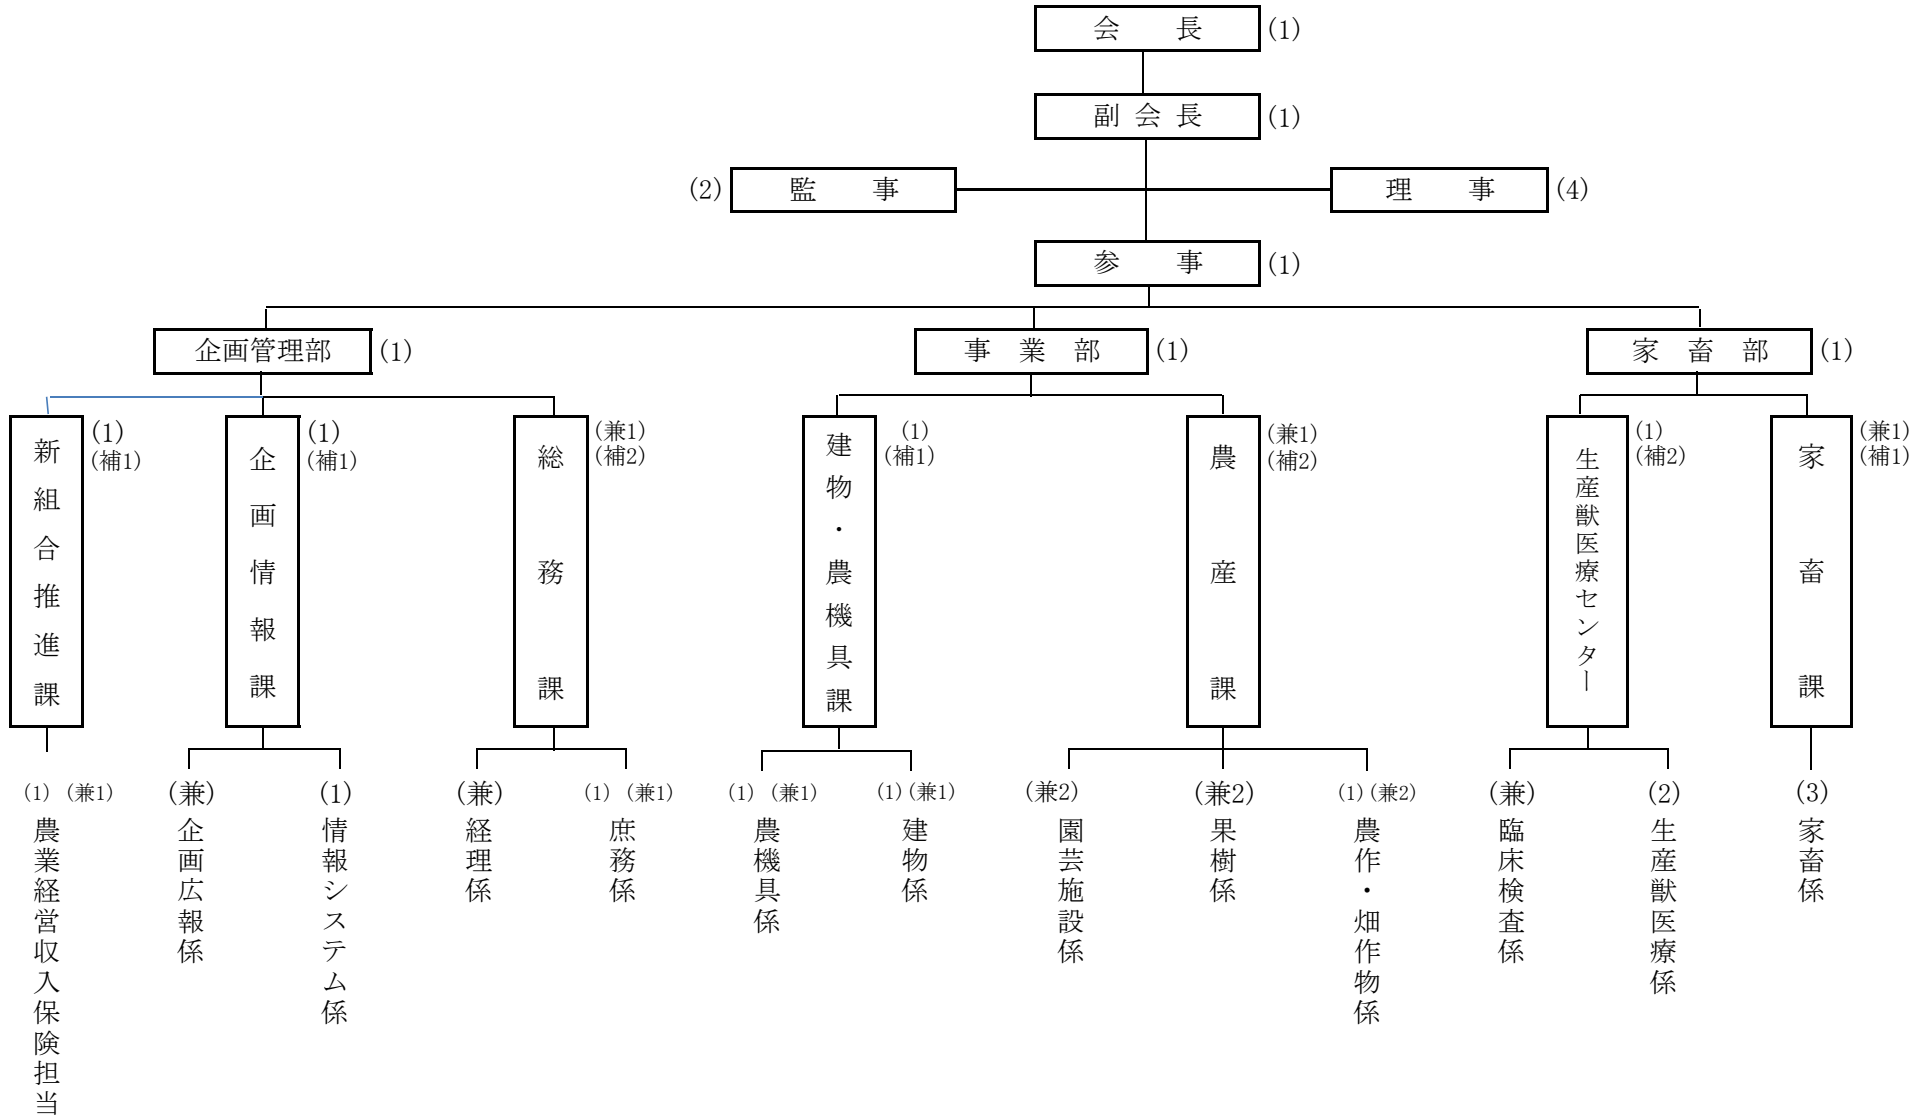 会長 (1)
副会長 (1)
(2) 監事
理事 (4)
参事 (1)
企画管理部 (1)
事業部 (1)
家畜部 (1)
新組合推進課
(1)
(補1)
企画情報課
(1)
(補1)
総務課
(兼1)
(補2)
建物・農機具課
(1)
(補1)
農産課
(兼1)
(補2)
生産獣医療センター
(1)
(補2)
家畜課
(兼1)
(補1)
(1) (兼1)
農業経営収入保険担当
(兼)
企画広報係
(1)
情報システム係
(兼)
経理係
(1) (兼1)
庶務係
(1) (兼1)
農機具係
(1) (兼1)
建物係
(兼2)
園芸施設係
(兼2)
果樹係
(1) (兼2)
農作・畑作物係
(兼)
臨床検査係
(2)
生産獣医療係
(3)
家畜係